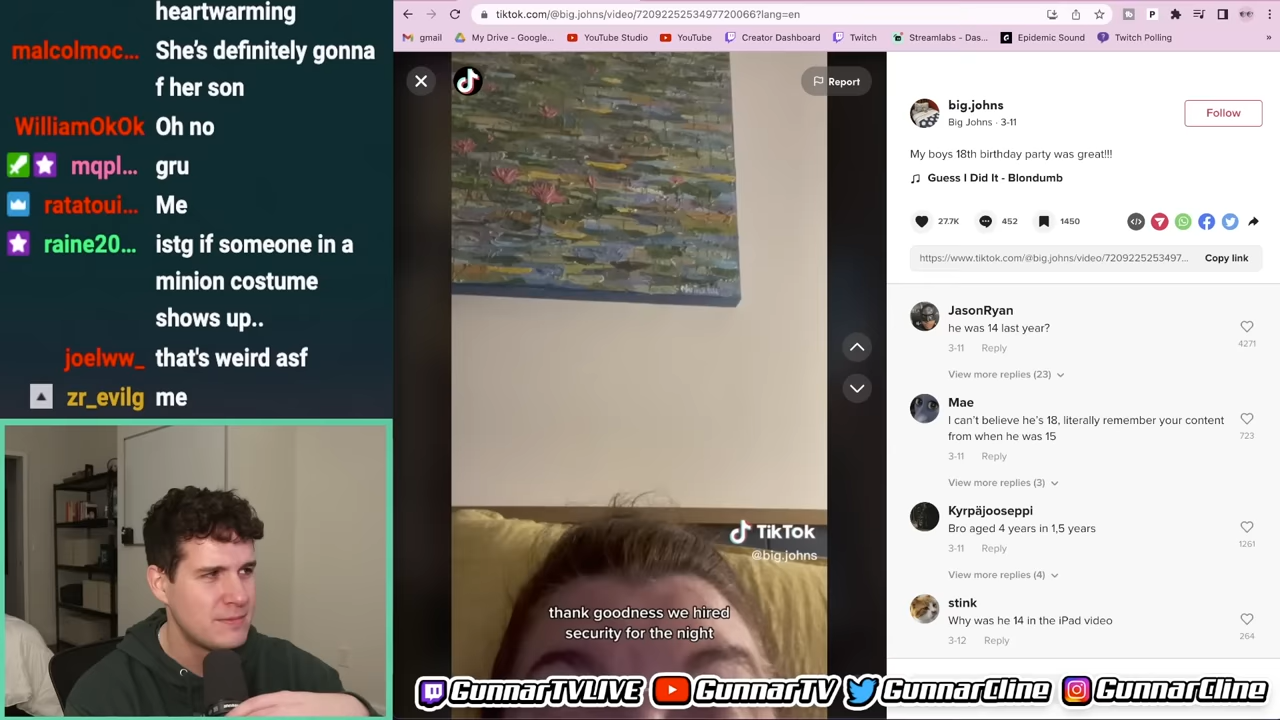 heartwarming
malcolmoc... She's definitely gonna
f her son
WilliamOkOk Oh no
mqpl... gru
ratatoui... Me
raine20... istg if someone in a
minion costume
shows up..
joelww_ that's weird asf
zr_evilg me
tiktok.com/@big.johns/video/7209225253497720066?lang=en
gmail My Drive - Google... YouTube Studio YouTube Creator Dashboard Twitch Streamlabs - Das... Epidemic Sound Twitch Polling »
Report
TikTok
@big.johns
thank goodness we hired
security for the night
big.johns
Big Johns · 3-11
Follow
My boys 18th birthday party was great!!!
Guess I Did It - Blondumb
27.7K 452 1450
https://www.tiktok.com/@big.johns/video/7209225253497... Copy link
JasonRyan
he was 14 last year?
3-11 Reply
4271
View more replies (23)
Mae
I can't believe he's 18, literally remember your content
from when he was 15
723
3-11 Reply
View more replies (3)
Kyrpäjooseppi
Bro aged 4 years in 1,5 years
3-11 Reply
1261
View more replies (4)
stink
Why was he 14 in the iPad video
3-12 Reply
264
GunnarTVLIVE GunnarTV GunnarCline GunnarCline